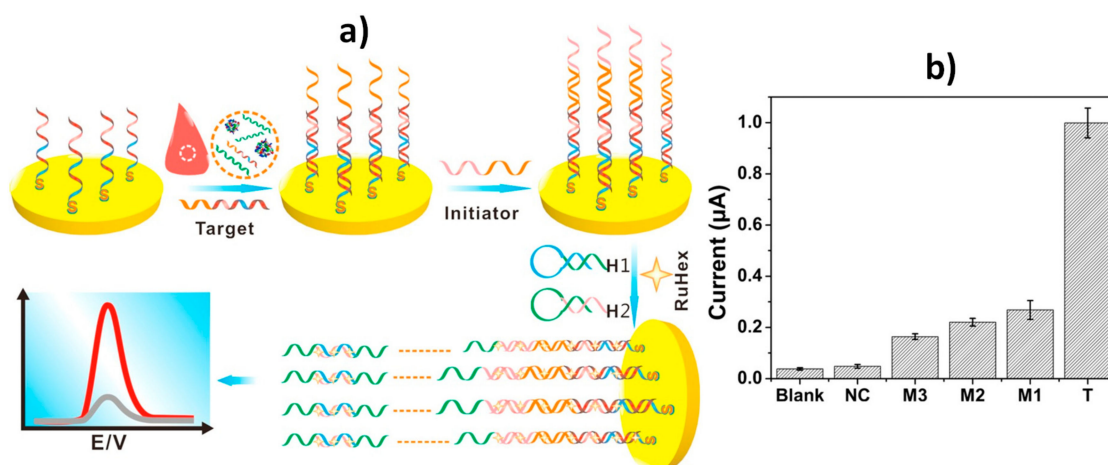 a)
S S S S
S S S S
S S S S
Target
Initiator
H1
H2
RuHex
S
S
S
S
E/V
b)
Current (μA)
1.0
0.8
0.6
0.4
0.2
0.0
Blank NC M3 M2 M1 T